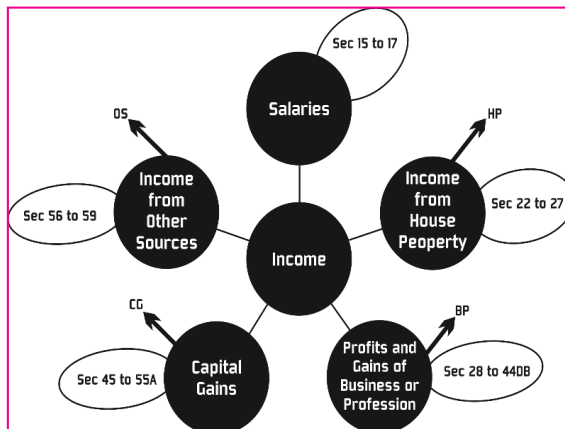 Sec 15 to 17
Salaries
OS
HP
Income
from
Other
Sources
Sec 56 to 59
Income
from
House
Peoperty
Sec 22 to 27
Income
CG
BP
Capital
Gains
Sec 45 to 55A
Profits and
Gains of
Business or
Profession
Sec 28 to 44DB